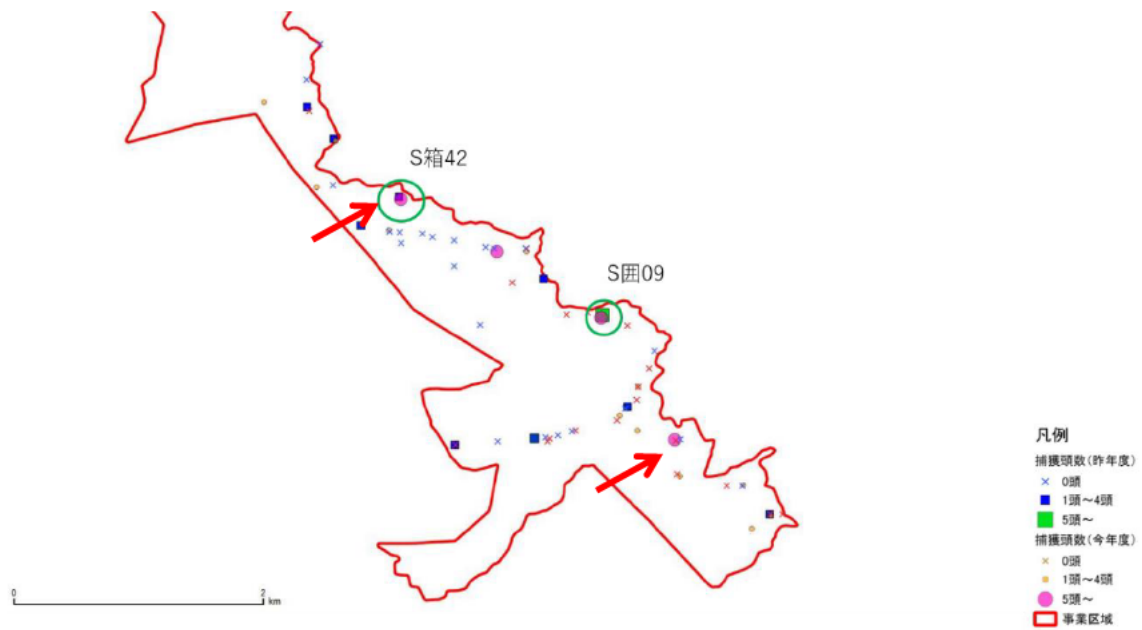 S箱42
S囲09
凡例
捕獲頭数(昨年度)
0頭
1頭～4頭
5頭～
捕獲頭数(今年度)
0頭
1頭～4頭
5頭～
事業区域
0 2 km